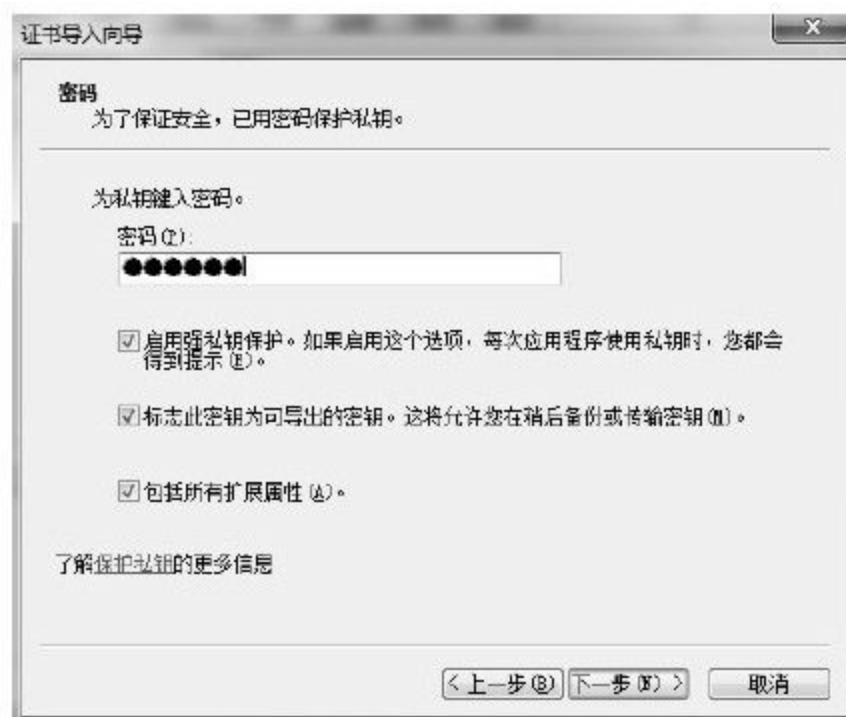 证书导入向导
密码
为了保证安全，已用密码保护私钥。
为私钥键入密码。
密码(P):
●●●●●●
启用强私钥保护。如果启用这个选项，每次应用程序使用私钥时，您都会
得到提示(E)。
标志此密钥为可导出的密钥。这将允许您在稍后备份或传输密钥(M)。
包括所有扩展属性(A)。
了解保护私钥的更多信息
< 上一步(B) 下一步(N) > 取消